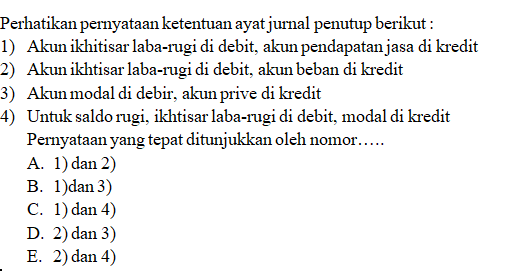 Perhatikan pernyataan ketentuan ayat jurnal penutup berikut :
1) Akun ikhitisar laba-rugi di debit, akun pendapatan jasa di kredit
2) Akun ikhtisar laba-rugi di debit, akun beban di kredit
3) Akun modal di debir, akun prive di kredit
4) Untuk saldo rugi, ikhtisar laba-rugi di debit, modal di kredit
Pernyataan yang tepat ditunjukkan oleh nomor…..
A. 1) dan 2)
B. 1)dan 3)
C. 1) dan 4)
D. 2) dan 3)
E. 2) dan 4)